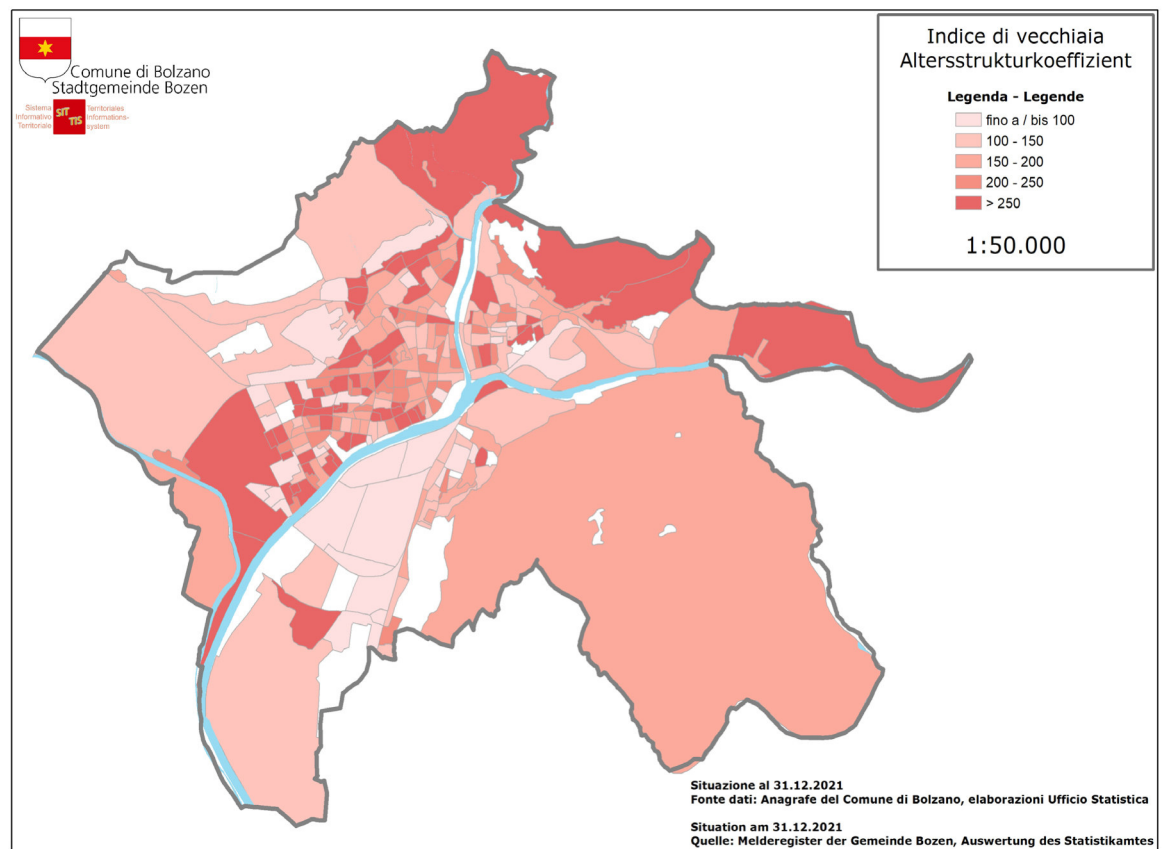 Comune di Bolzano
Stadtgemeinde Bozen
Sistema
Informativo
Territoriale
SIT
TIS
Territoriales
Informations-
system
Indice di vecchiaia
Altersstrukturkoeffizient
Legenda - Legende
fino a / bis 100
100 - 150
150 - 200
200 - 250
> 250
1:50.000
Situazione al 31.12.2021
Fonte dati: Anagrafe del Comune di Bolzano, elaborazioni Ufficio Statistica
Situation am 31.12.2021
Quelle: Melderegister der Gemeinde Bozen, Auswertung des Statistikamtes